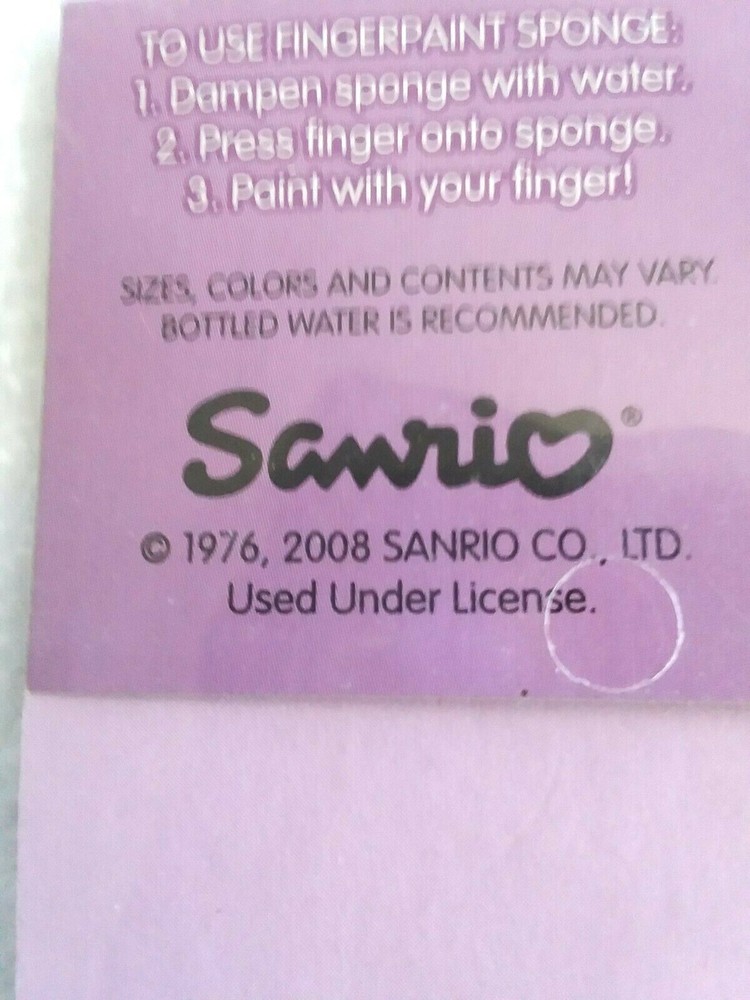 TO USE FINGERPAINT SPONGE:
1. Dampen sponge with water.
2. Press finger onto sponge.
3. Paint with your finger!
SIZES, COLORS AND CONTENTS MAY VARY.
BOTTLED WATER IS RECOMMENDED.
Sanrio®
© 1976, 2008 SANRIO CO., LTD.
Used Under License.